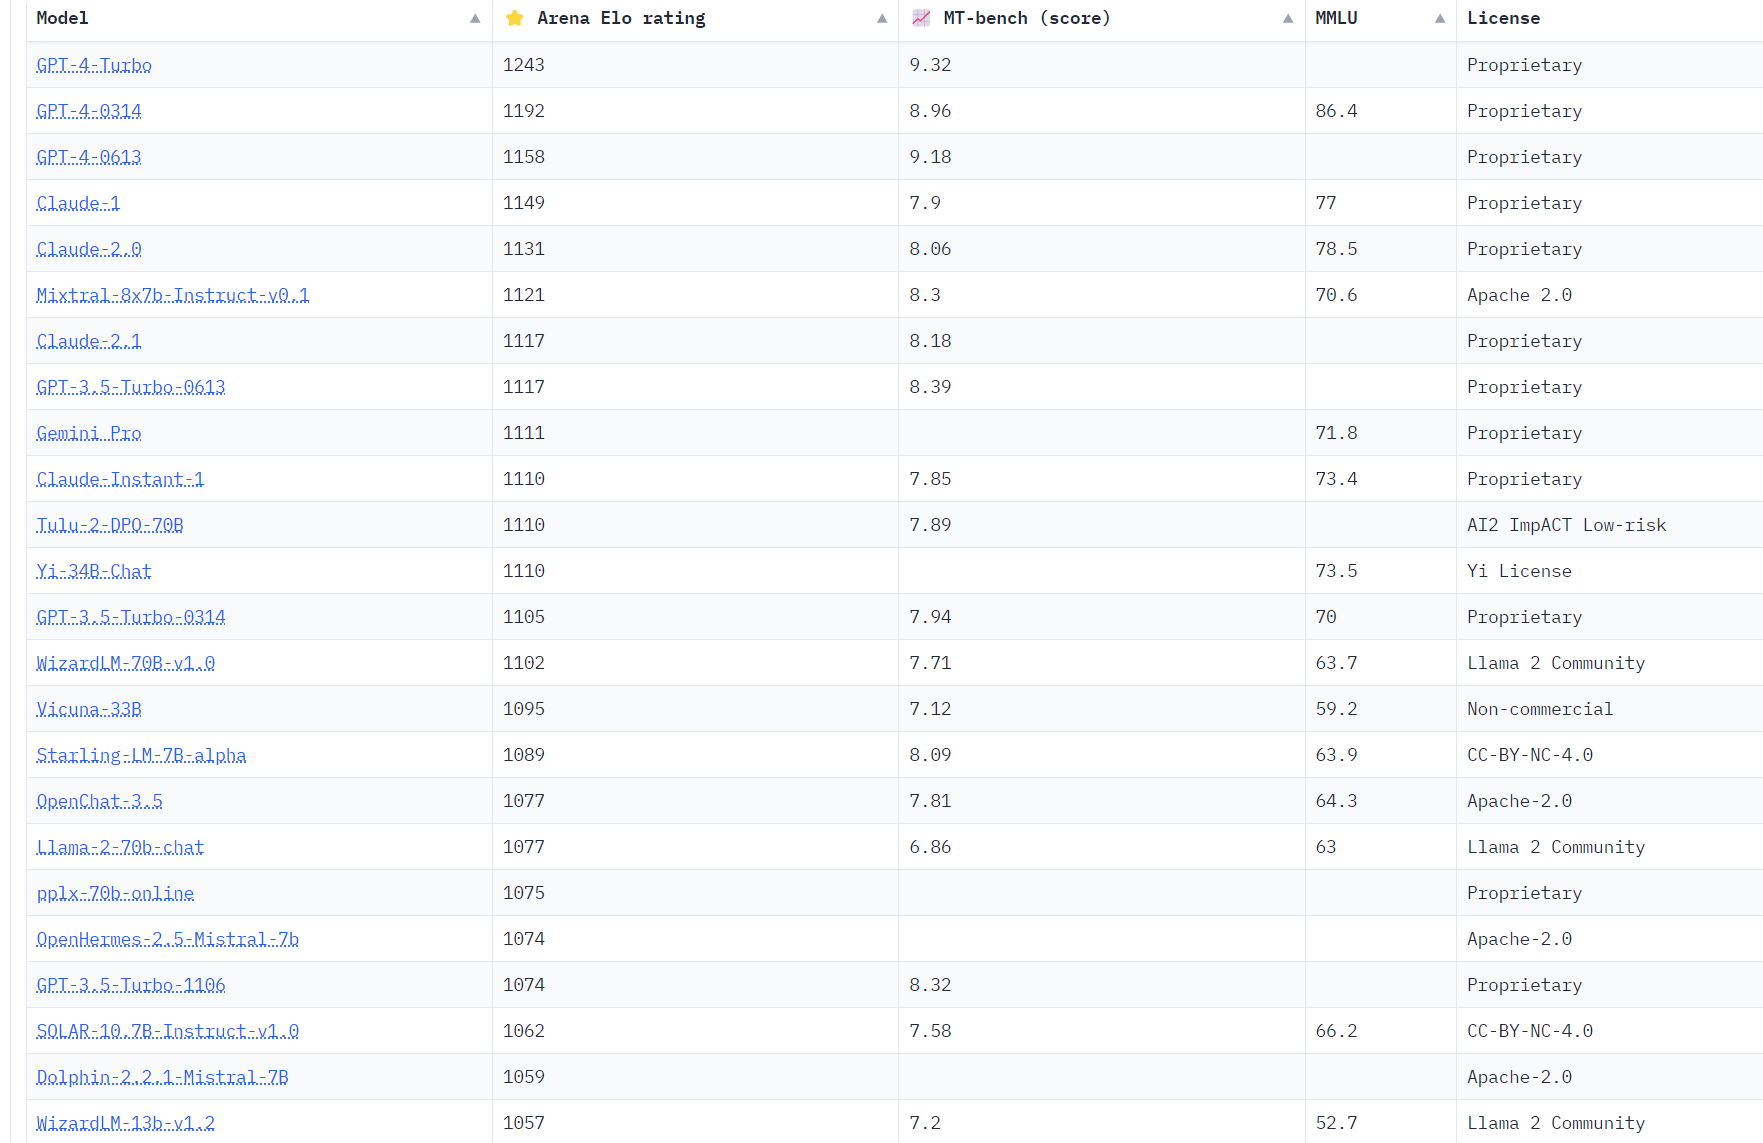 Model ▲ ⭐ Arena Elo rating ▲ 📈 MT-bench (score) ▲ MMLU ▲ License
GPT-4-Turbo 1243 9.32 Proprietary
GPT-4-0314 1192 8.96 86.4 Proprietary
GPT-4-0613 1158 9.18 Proprietary
Claude-1 1149 7.9 77 Proprietary
Claude-2.0 1131 8.06 78.5 Proprietary
Mixtral-8x7b-Instruct-v0.1 1121 8.3 70.6 Apache 2.0
Claude-2.1 1117 8.18 Proprietary
GPT-3.5-Turbo-0613 1117 8.39 Proprietary
Gemini Pro 1111 71.8 Proprietary
Claude-Instant-1 1110 7.85 73.4 Proprietary
Tulu-2-DPO-70B 1110 7.89 AI2 ImpACT Low-risk
Yi-34B-Chat 1110 73.5 Yi License
GPT-3.5-Turbo-0314 1105 7.94 70 Proprietary
WizardLM-70B-v1.0 1102 7.71 63.7 Llama 2 Community
Vicuna-33B 1095 7.12 59.2 Non-commercial
Starling-LM-7B-alpha 1089 8.09 63.9 CC-BY-NC-4.0
OpenChat-3.5 1077 7.81 64.3 Apache-2.0
Llama-2-70b-chat 1077 6.86 63 Llama 2 Community
pplx-70b-online 1075 Proprietary
OpenHermes-2.5-Mistral-7b 1074 Apache-2.0
GPT-3.5-Turbo-1106 1074 8.32 Proprietary
SOLAR-10.7B-Instruct-v1.0 1062 7.58 66.2 CC-BY-NC-4.0
Dolphin-2.2.1-Mistral-7B 1059 Apache-2.0
WizardLM-13b-v1.2 1057 7.2 52.7 Llama 2 Community